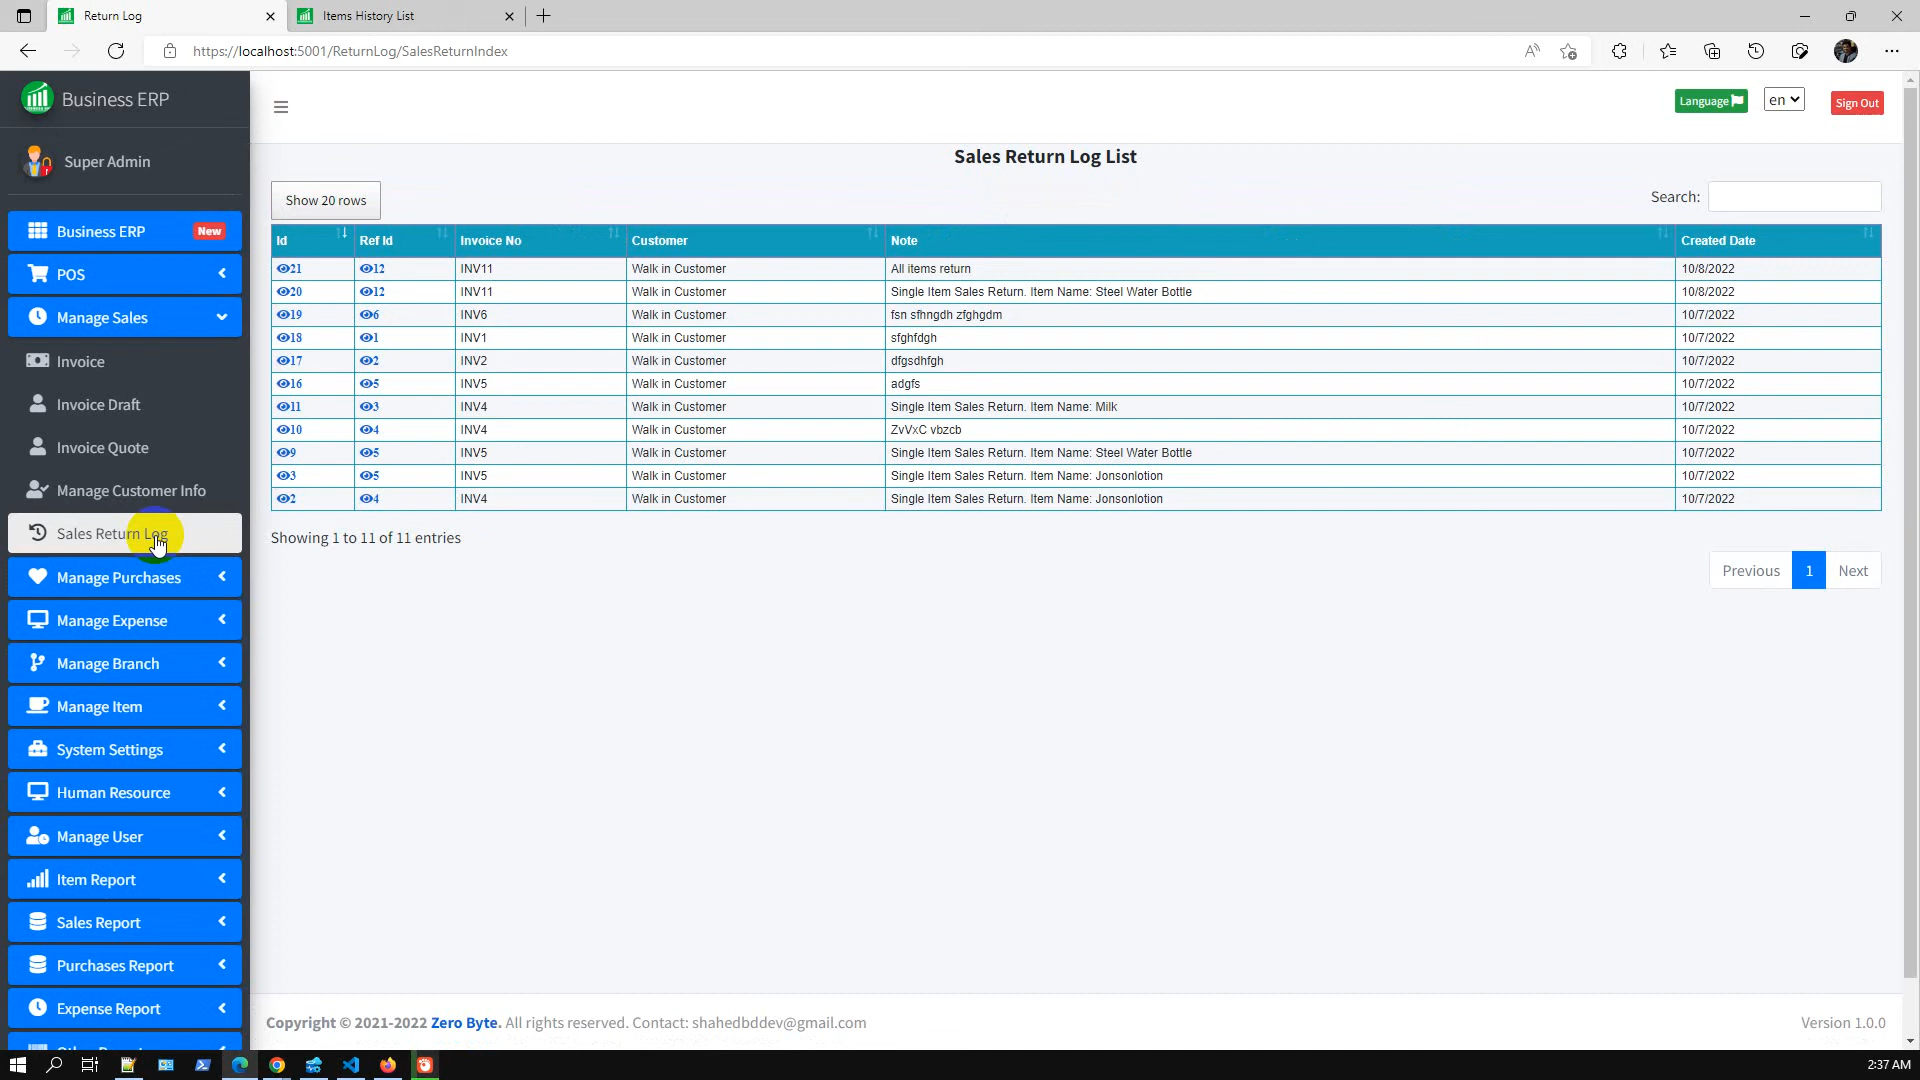 Return Log
Items History List
https://localhost:5001/ReturnLog/SalesReturnIndex
Business ERP
Language
en
Sign Out
Super Admin
Business ERP New
POS
Manage Sales
Invoice
Invoice Draft
Invoice Quote
Manage Customer Info
Sales Return Log
Manage Purchases
Manage Expense
Manage Branch
Manage Item
System Settings
Human Resource
Manage User
Item Report
Sales Report
Purchases Report
Expense Report
Sales Return Log List
Show 20 rows
Search:
Id Ref Id Invoice No Customer Note Created Date
21 12 INV11 Walk in Customer All items return 10/8/2022
20 12 INV11 Walk in Customer Single Item Sales Return. Item Name: Steel Water Bottle 10/8/2022
19 6 INV6 Walk in Customer fsn sfhngdh zfghgdm 10/7/2022
18 1 INV1 Walk in Customer sfghfdgh 10/7/2022
17 2 INV2 Walk in Customer dfgsdhfgh 10/7/2022
16 5 INV5 Walk in Customer adgfs 10/7/2022
11 3 INV4 Walk in Customer Single Item Sales Return. Item Name: Milk 10/7/2022
10 4 INV4 Walk in Customer ZvVxC vbzcb 10/7/2022
9 5 INV5 Walk in Customer Single Item Sales Return. Item Name: Steel Water Bottle 10/7/2022
3 5 INV5 Walk in Customer Single Item Sales Return. Item Name: Jonsonlotion 10/7/2022
2 4 INV4 Walk in Customer Single Item Sales Return. Item Name: Jonsonlotion 10/7/2022
Showing 1 to 11 of 11 entries
Previous 1 Next
Copyright © 2021-2022 Zero Byte. All rights reserved. Contact: shahedbddev@gmail.com
Version 1.0.0
2:37 AM